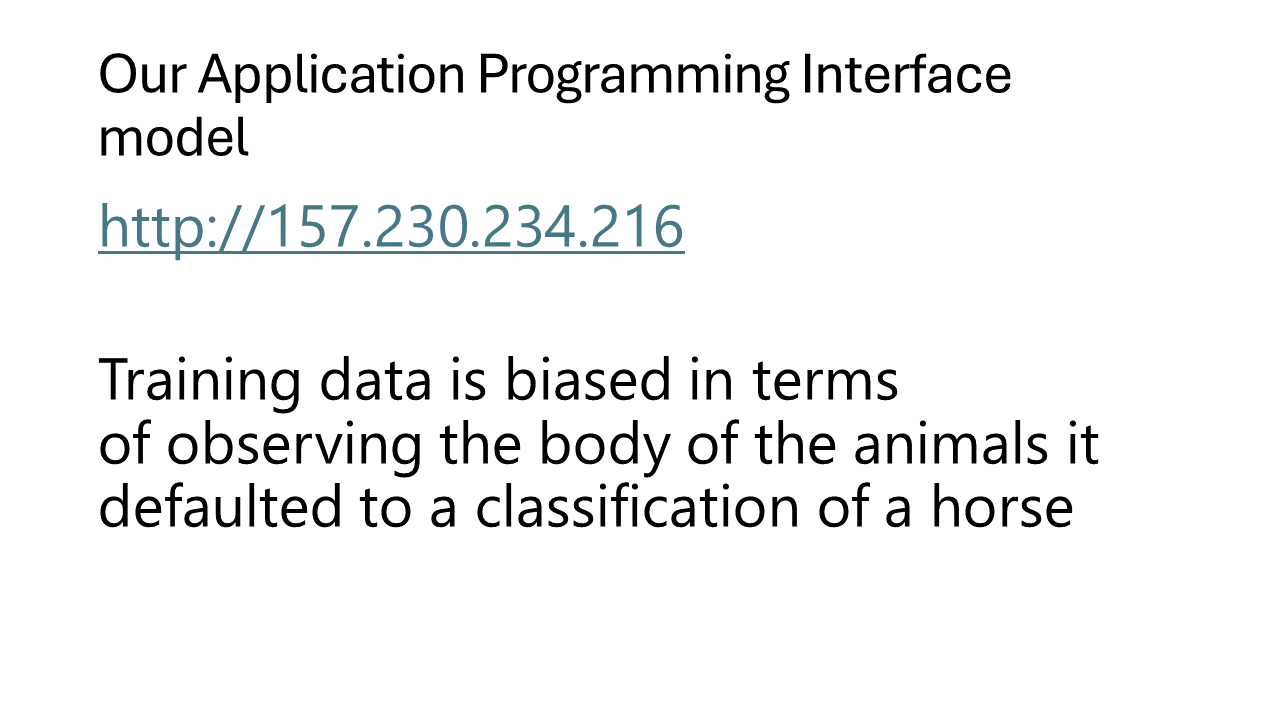 Our Application Programming Interface
model
http://157.230.234.216
Training data is biased in terms
of observing the body of the animals it
defaulted to a classification of a horse